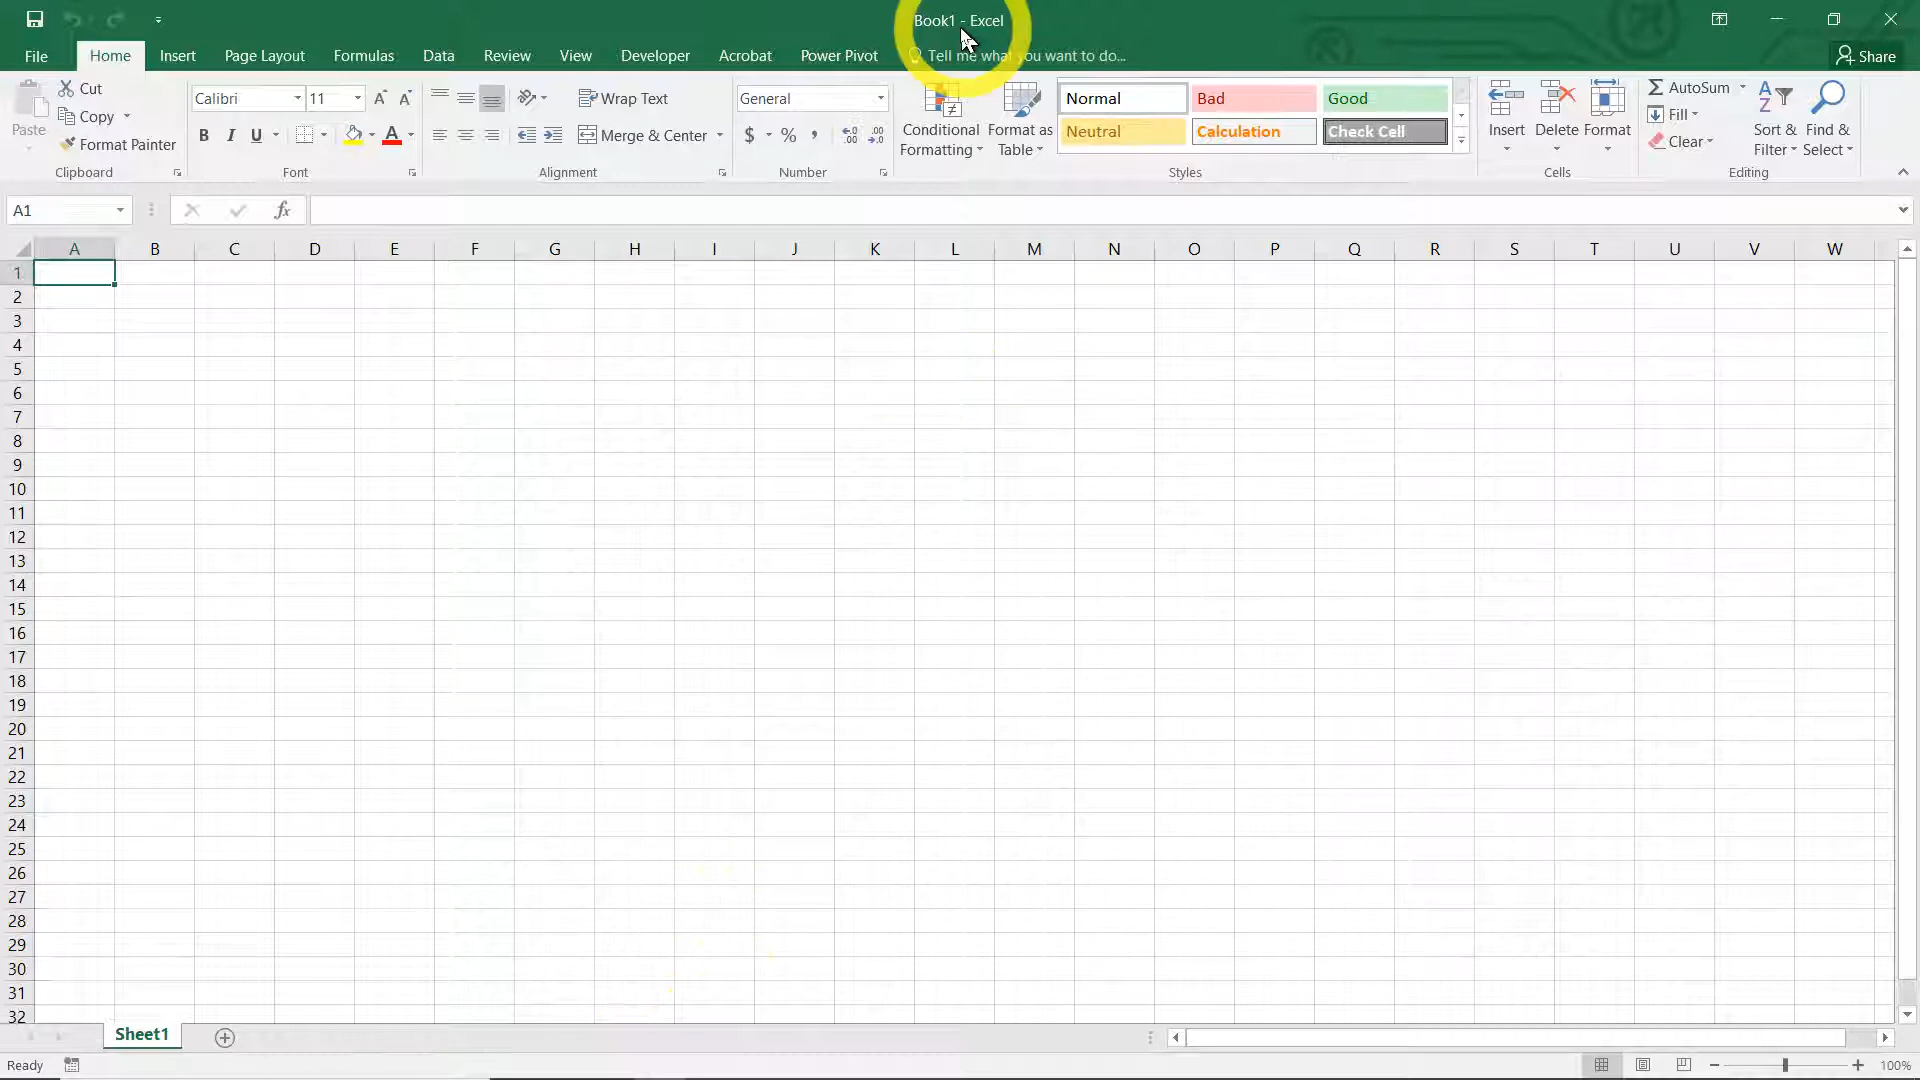 Book1 - Excel
File Home Insert Page Layout Formulas Data Review View Developer Acrobat Power Pivot Tell me what you want to do... Share
Paste
Cut
Copy
Format Painter
Clipboard
Calibri 11 A A
B I U A
Font
Wrap Text
Merge & Center
Alignment
General
$ % , .00 .00
Number
Conditional Formatting
Format as Table
Normal Bad Good
Neutral Calculation Check Cell
Styles
Insert Delete Format
Cells
AutoSum
Fill
Clear
Sort & Filter
Find & Select
Editing
A1 fx
A B C D E F G H I J K L M N O P Q R S T U V W
1
2
3
4
5
6
7
8
9
10
11
12
13
14
15
16
17
18
19
20
21
22
23
24
25
26
27
28
29
30
31
32
Sheet1
Ready 100%